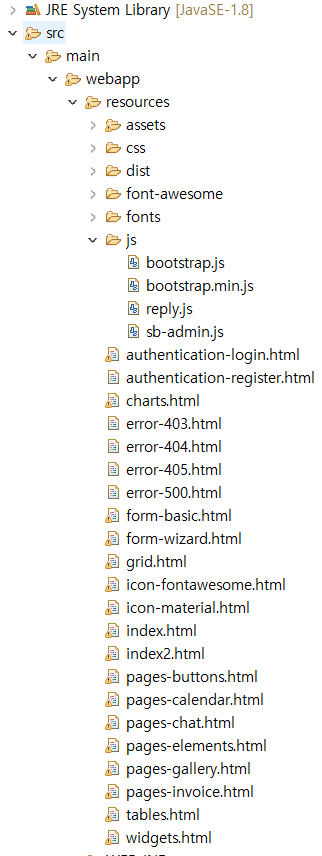 JRE System Library [JavaSE-1.8]
src
main
webapp
resources
assets
css
dist
font-awesome
fonts
js
bootstrap.js
bootstrap.min.js
reply.js
sb-admin.js
authentication-login.html
authentication-register.html
charts.html
error-403.html
error-404.html
error-405.html
error-500.html
form-basic.html
form-wizard.html
grid.html
icon-fontawesome.html
icon-material.html
index.html
index2.html
pages-buttons.html
pages-calendar.html
pages-chat.html
pages-elements.html
pages-gallery.html
pages-invoice.html
tables.html
widgets.html